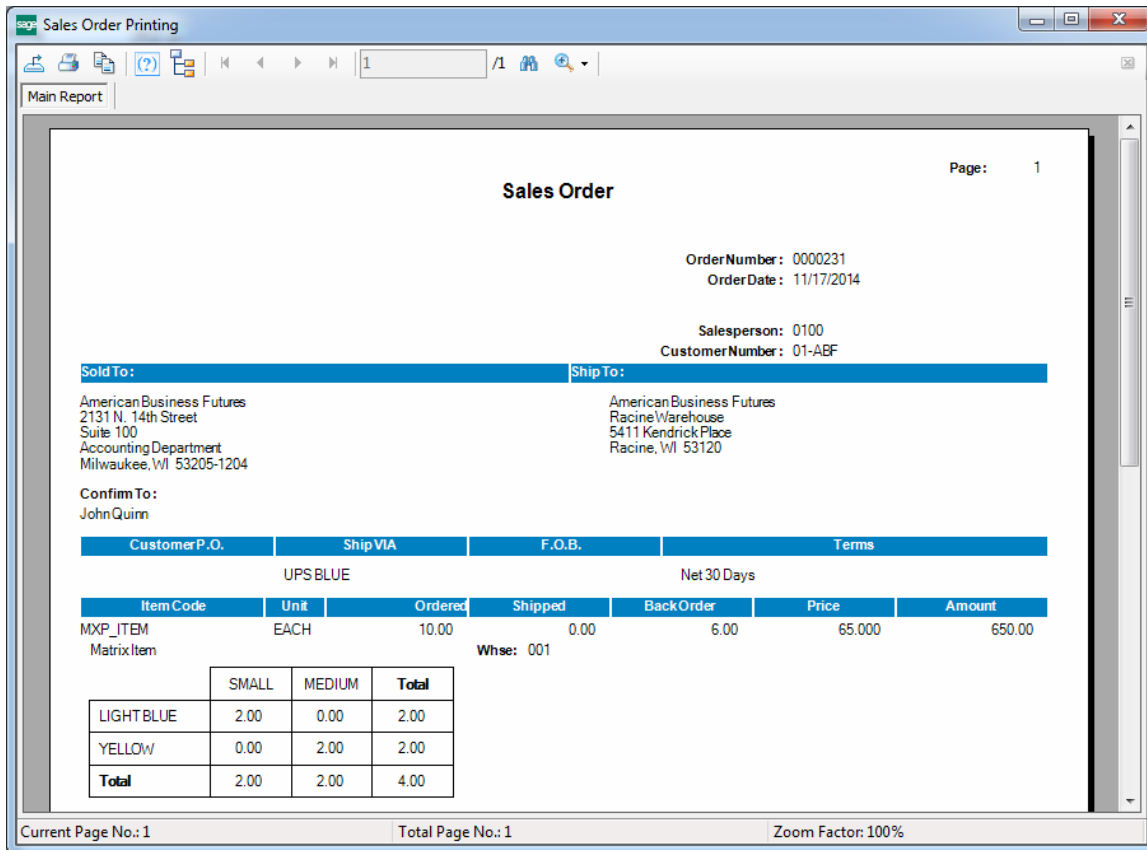 sage Sales Order Printing
(?) 1 /1
Main Report
Page: 1
Sales Order
Order Number: 0000231
Order Date: 11/17/2014
Salesperson: 0100
Customer Number: 01-ABF
Sold To: Ship To:
American Business Futures American Business Futures
2131 N. 14th Street Racine Warehouse
Suite 100 5411 Kendrick Place
Accounting Department Racine, WI 53120
Milwaukee, WI 53205-1204
Confirm To:
John Quinn
Customer P.O. Ship VIA F.O.B. Terms
UPS BLUE Net 30 Days
Item Code Unit Ordered Shipped Back Order Price Amount
MXP_ITEM EACH 10.00 0.00 6.00 65.000 650.00
Matrix Item Whse: 001
SMALL MEDIUM Total
LIGHT BLUE 2.00 0.00 2.00
YELLOW 0.00 2.00 2.00
Total 2.00 2.00 4.00
Current Page No.: 1 Total Page No.: 1 Zoom Factor: 100%